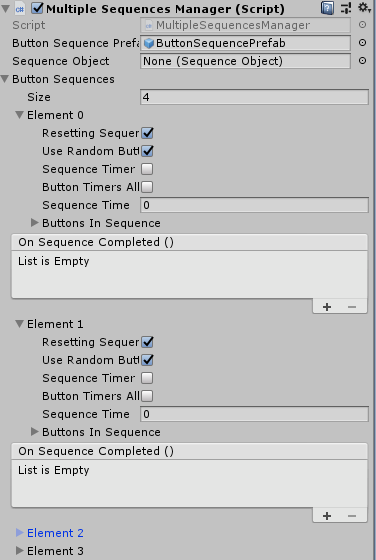 Multiple Sequences Manager (Script)
Script MultipleSequencesManager
Button Sequence Prefa ButtonSequencePrefab
Sequence Object None (Sequence Object)
Button Sequences
Size 4
Element 0
Resetting Sequer
Use Random Butt
Sequence Timer
Button Timers All
Sequence Time 0
Buttons In Sequence
On Sequence Completed ()
List is Empty
+ −
Element 1
Resetting Sequer
Use Random Butt
Sequence Timer
Button Timers All
Sequence Time 0
Buttons In Sequence
On Sequence Completed ()
List is Empty
+ −
Element 2
Element 3